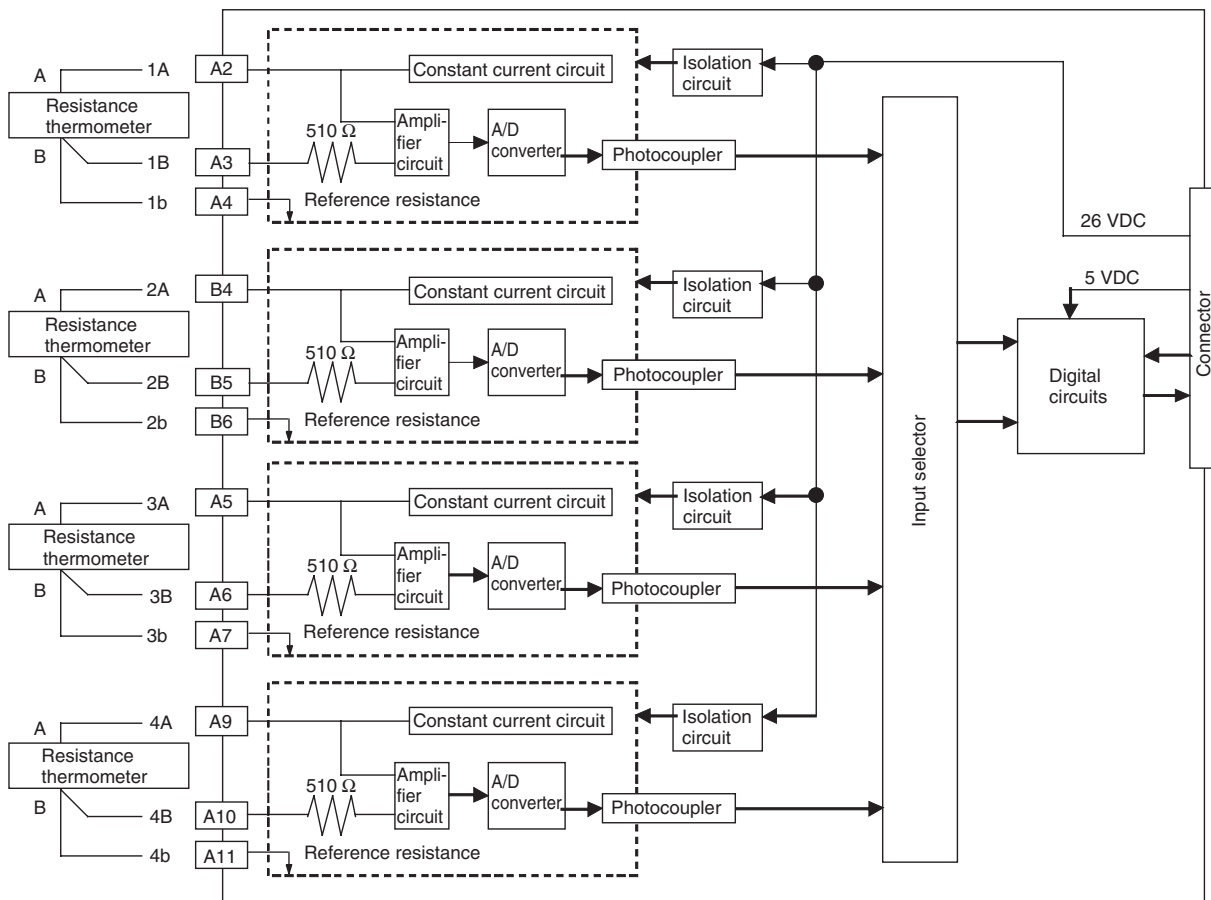 A
1A
A2
Constant current circuit
Isolation
circuit
Resistance
thermometer
510 Ω
Ampli-
fier
circuit
A/D
converter
Photocoupler
B
1B
A3
1b
A4
Reference resistance
26 VDC
A
2A
B4
Constant current circuit
Isolation
circuit
5 VDC
Resistance
thermometer
510 Ω
Ampli-
fier
circuit
A/D
converter
Photocoupler
B
2B
B5
2b
B6
Reference resistance
Input selector
Digital
circuits
Connector
A
3A
A5
Constant current circuit
Isolation
circuit
Resistance
thermometer
510 Ω
Ampli-
fier
circuit
A/D
converter
Photocoupler
B
3B
A6
3b
A7
Reference resistance
A
4A
A9
Constant current circuit
Isolation
circuit
Resistance
thermometer
510 Ω
Ampli-
fier
circuit
A/D
converter
Photocoupler
B
4B
A10
4b
A11
Reference resistance